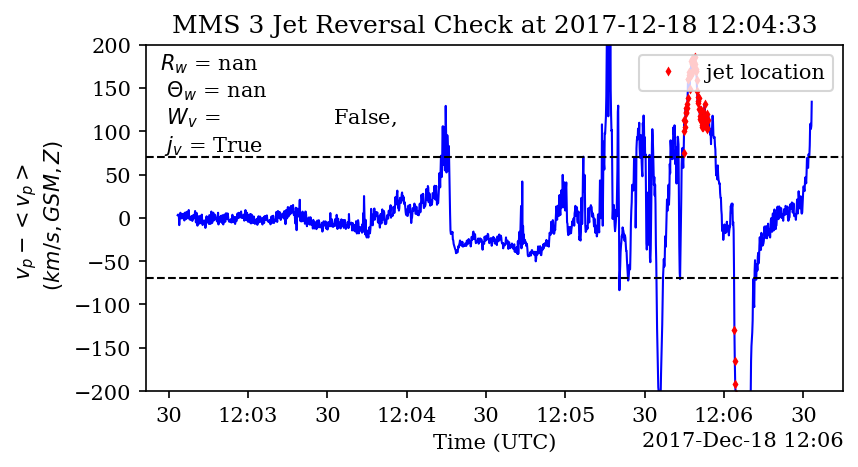 MMS 3 Jet Reversal Check at 2017-12-18 12:04:33
R_w = nan
Θ_w = nan
W_v = False,
j_v = True
jet location
v_p − < v_p >
(km/s, GSM, Z)
200
150
100
50
0
−50
−100
−150
−200
30 12:03 30 12:04 30 12:05 30 12:06 30
Time (UTC)
2017-Dec-18 12:06